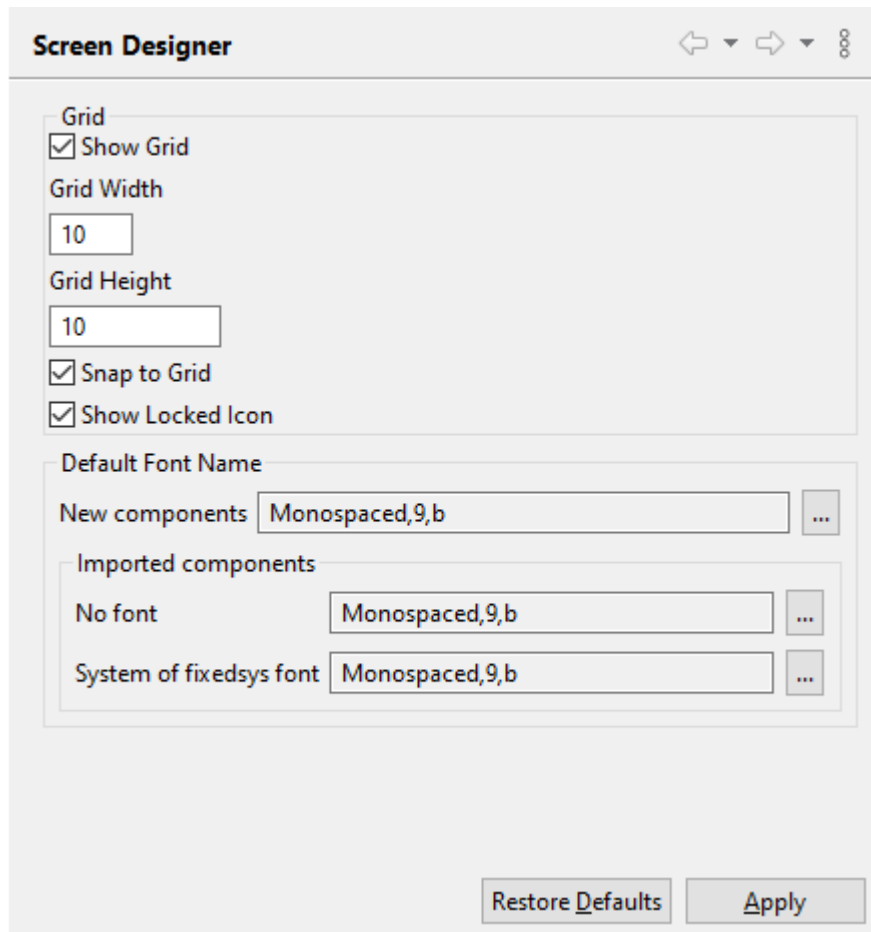 Screen Designer
Grid
Show Grid
Grid Width
10
Grid Height
10
Snap to Grid
Show Locked Icon
Default Font Name
New components Monospaced,9,b ...
Imported components
No font Monospaced,9,b ...
System of fixedsys font Monospaced,9,b ...
Restore Defaults Apply